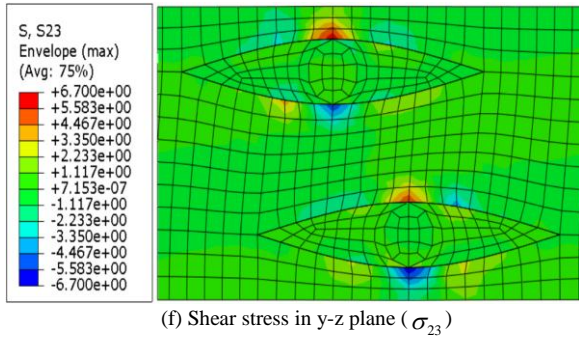 S, S23
Envelope (max)
(Avg: 75%)
+6.700e+00
+5.583e+00
+4.467e+00
+3.350e+00
+2.233e+00
+1.117e+00
+7.153e-07
-1.117e+00
-2.233e+00
-3.350e+00
-4.467e+00
-5.583e+00
-6.700e+00
(f) Shear stress in y-z plane ( σ23 )